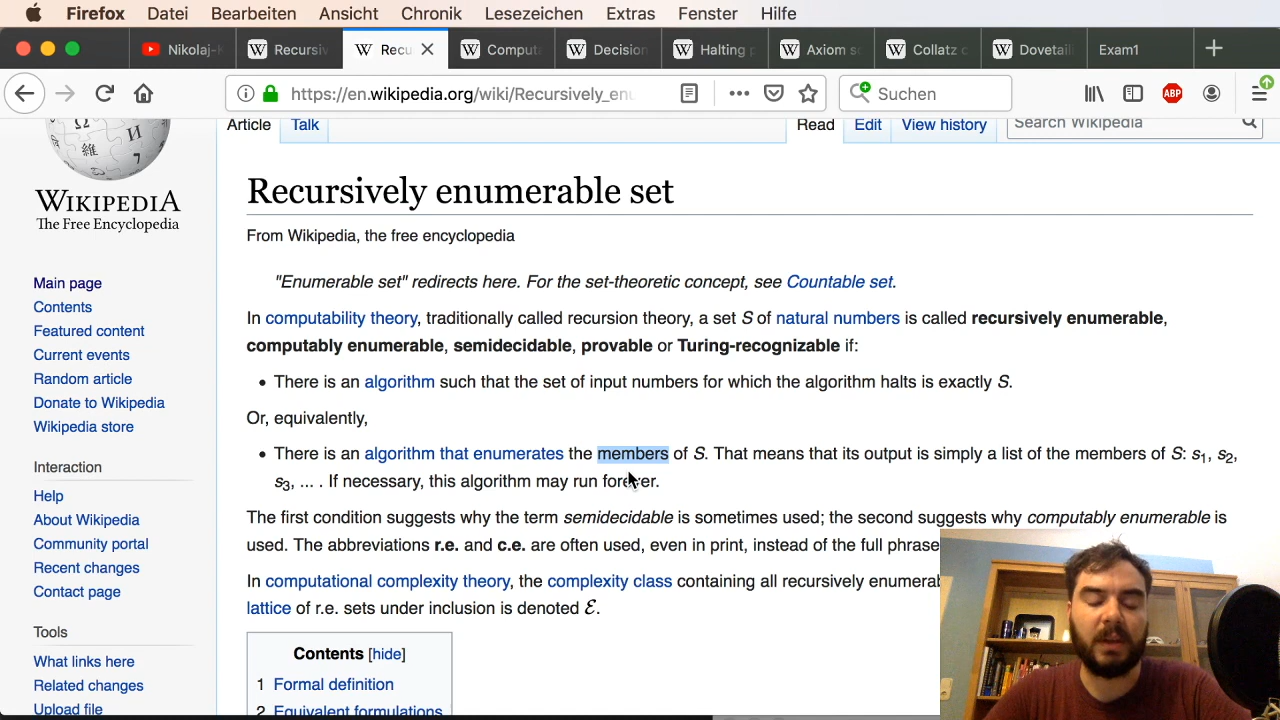 Firefox Datei Bearbeiten Ansicht Chronik Lesezeichen Extras Fenster Hilfe
Nikolaj-K Recursiv Recu Comput Decision Halting p Axiom s Collatz c Dovetail Exam1
https://en.wikipedia.org/wiki/Recursively_enu Suchen ABP
Article Talk Read Edit View history Search Wikipedia
WIKIPEDIA
The Free Encyclopedia
Recursively enumerable set
From Wikipedia, the free encyclopedia
"Enumerable set" redirects here. For the set-theoretic concept, see Countable set.
In computability theory, traditionally called recursion theory, a set S of natural numbers is called recursively enumerable,
computably enumerable, semidecidable, provable or Turing-recognizable if:
• There is an algorithm such that the set of input numbers for which the algorithm halts is exactly S.
Or, equivalently,
• There is an algorithm that enumerates the members of S. That means that its output is simply a list of the members of S: s₁, s₂,
s₃, ... . If necessary, this algorithm may run forever.
The first condition suggests why the term semidecidable is sometimes used; the second suggests why computably enumerable is
used. The abbreviations r.e. and c.e. are often used, even in print, instead of the full phrase
In computational complexity theory, the complexity class containing all recursively enumerab
lattice of r.e. sets under inclusion is denoted ℰ.
Contents [hide]
1 Formal definition
2 Equivalent formulations
Main page
Contents
Featured content
Current events
Random article
Donate to Wikipedia
Wikipedia store
Interaction
Help
About Wikipedia
Community portal
Recent changes
Contact page
Tools
What links here
Related changes
Upload file